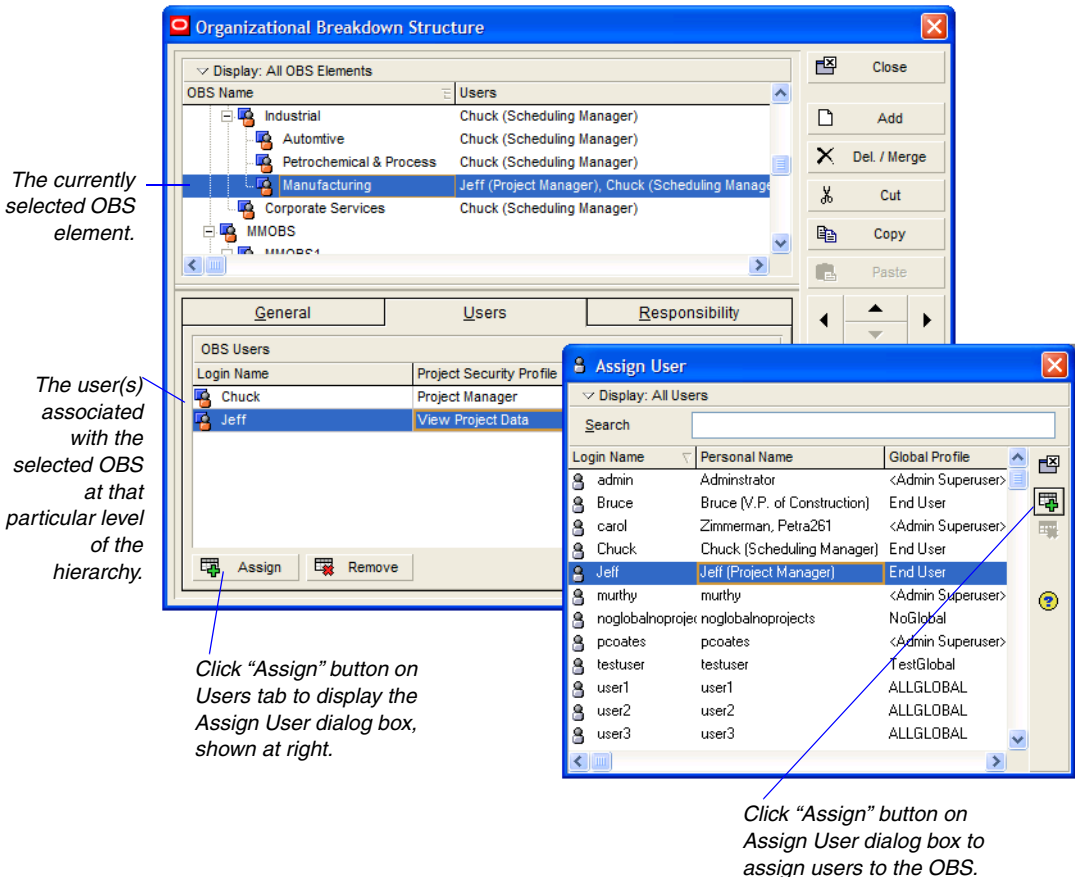 Organizational Breakdown Structure
Display: All OBS Elements
OBS Name Users
Industrial Chuck (Scheduling Manager)
Automtive Chuck (Scheduling Manager)
Petrochemical & Process Chuck (Scheduling Manager)
Manufacturing Jeff (Project Manager), Chuck (Scheduling Manage
Corporate Services Chuck (Scheduling Manager)
MMOBS
MMOBS1
Close
Add
Del. / Merge
Cut
Copy
Paste
The currently
selected OBS
element.
General Users Responsibility
OBS Users
Login Name Project Security Profile
Chuck Project Manager
Jeff View Project Data
Assign Remove
The user(s)
associated
with the
selected OBS
at that
particular level
of the
hierarchy.
Assign User
Display: All Users
Search
Login Name Personal Name Global Profile
admin Adminstrator <Admin Superuser>
Bruce Bruce (V.P. of Construction) End User
carol Zimmerman, Petra261 <Admin Superuser>
Chuck Chuck (Scheduling Manager) End User
Jeff Jeff (Project Manager) End User
murthy murthy <Admin Superuser>
noglobalnoprojec noglobalnoprojects NoGlobal
pcoates pcoates <Admin Superuser>
testuser testuser TestGlobal
user1 user1 ALLGLOBAL
user2 user2 ALLGLOBAL
user3 user3 ALLGLOBAL
Click “Assign” button on
Users tab to display the
Assign User dialog box,
shown at right.
Click “Assign” button on
Assign User dialog box to
assign users to the OBS.